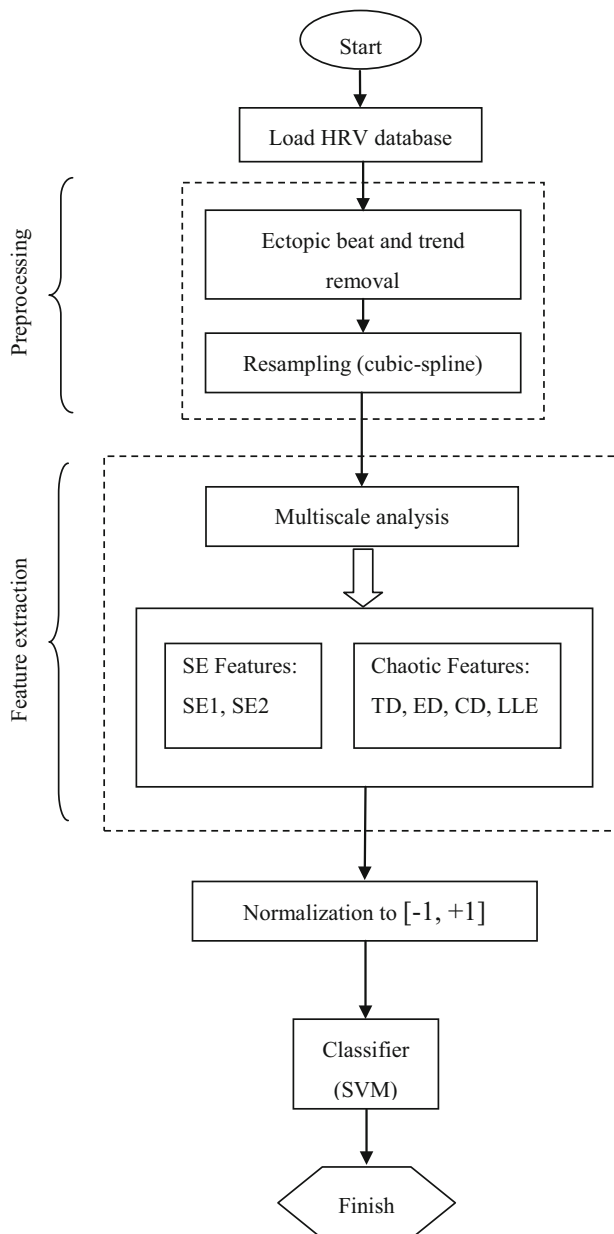 Start
Load HRV database
Preprocessing
Ectopic beat and trend
removal
Resampling (cubic-spline)
Feature extraction
Multiscale analysis
SE Features:
SE1, SE2
Chaotic Features:
TD, ED, CD, LLE
Normalization to [-1, +1]
Classifier
(SVM)
Finish